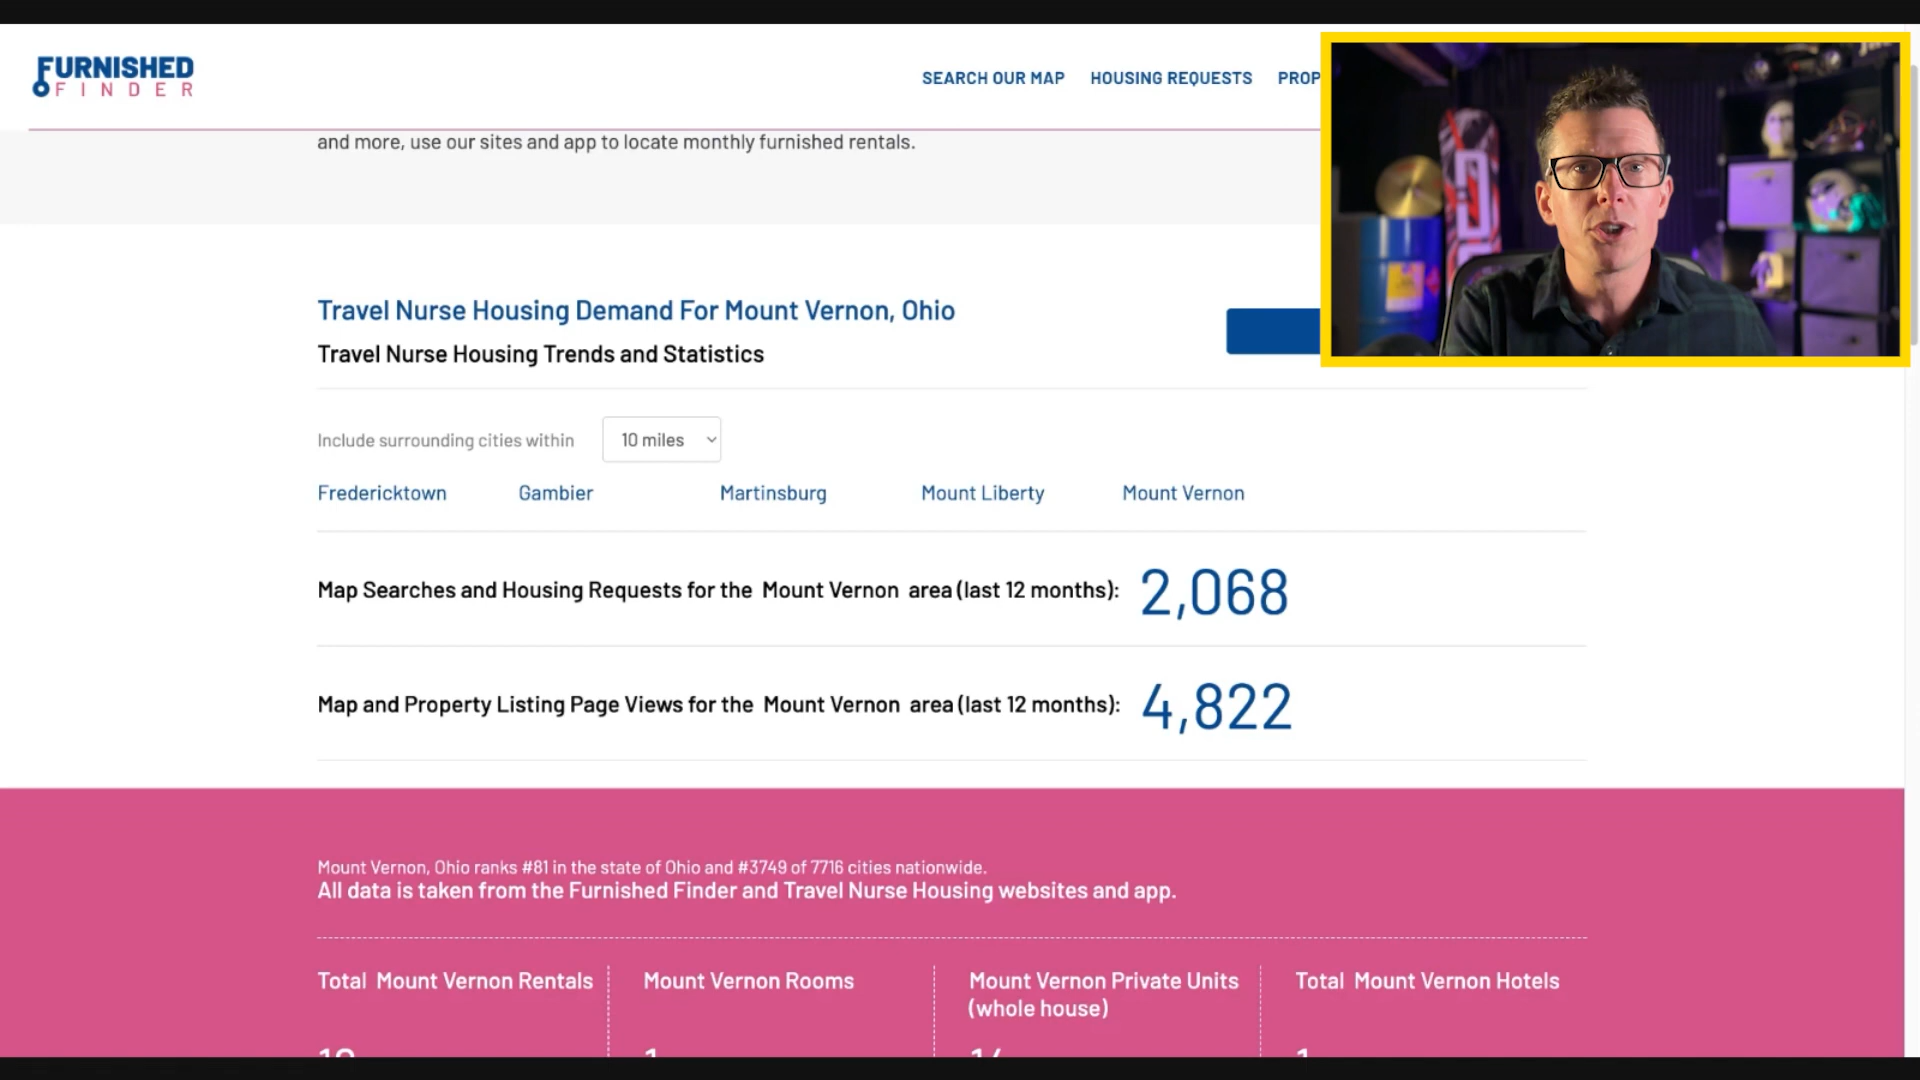 FURNISHED
FINDER
SEARCH OUR MAP
HOUSING REQUESTS
PROP
and more, use our sites and app to locate monthly furnished rentals.
Travel Nurse Housing Demand For Mount Vernon, Ohio
Travel Nurse Housing Trends and Statistics
Include surrounding cities within
10 miles
Fredericktown
Gambier
Martinsburg
Mount Liberty
Mount Vernon
Map Searches and Housing Requests for the Mount Vernon area (last 12 months): 2,068
Map and Property Listing Page Views for the Mount Vernon area (last 12 months): 4,822
Mount Vernon, Ohio ranks #81 in the state of Ohio and #3749 of 7716 cities nationwide.
All data is taken from the Furnished Finder and Travel Nurse Housing websites and app.
Total Mount Vernon Rentals
Mount Vernon Rooms
Mount Vernon Private Units
(whole house)
Total Mount Vernon Hotels